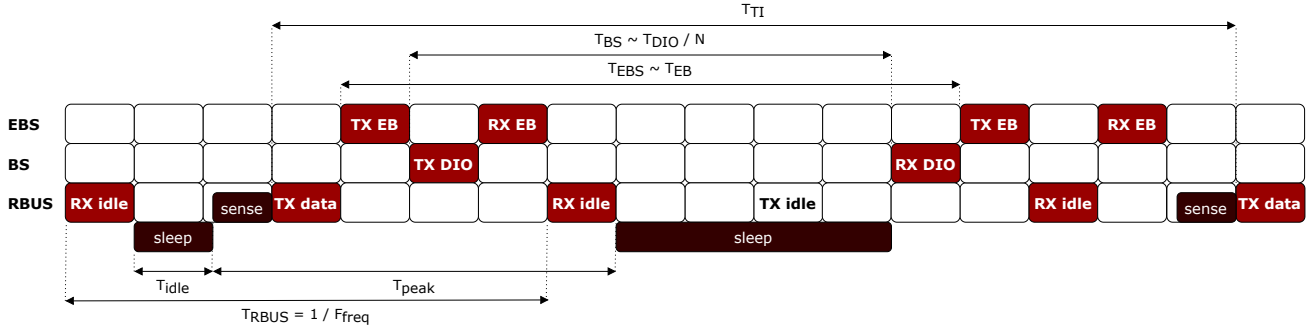 TTI
TBS ~ TDIO / N
TEBS ~ TEB
EBS
TX EB
RX EB
TX EB
RX EB
BS
TX DIO
RX DIO
RBUS
RX idle
sense
TX data
RX idle
TX idle
RX idle
sense
TX data
sleep
sleep
Tidle
Tpeak
TRBUS = 1 / Ffreq